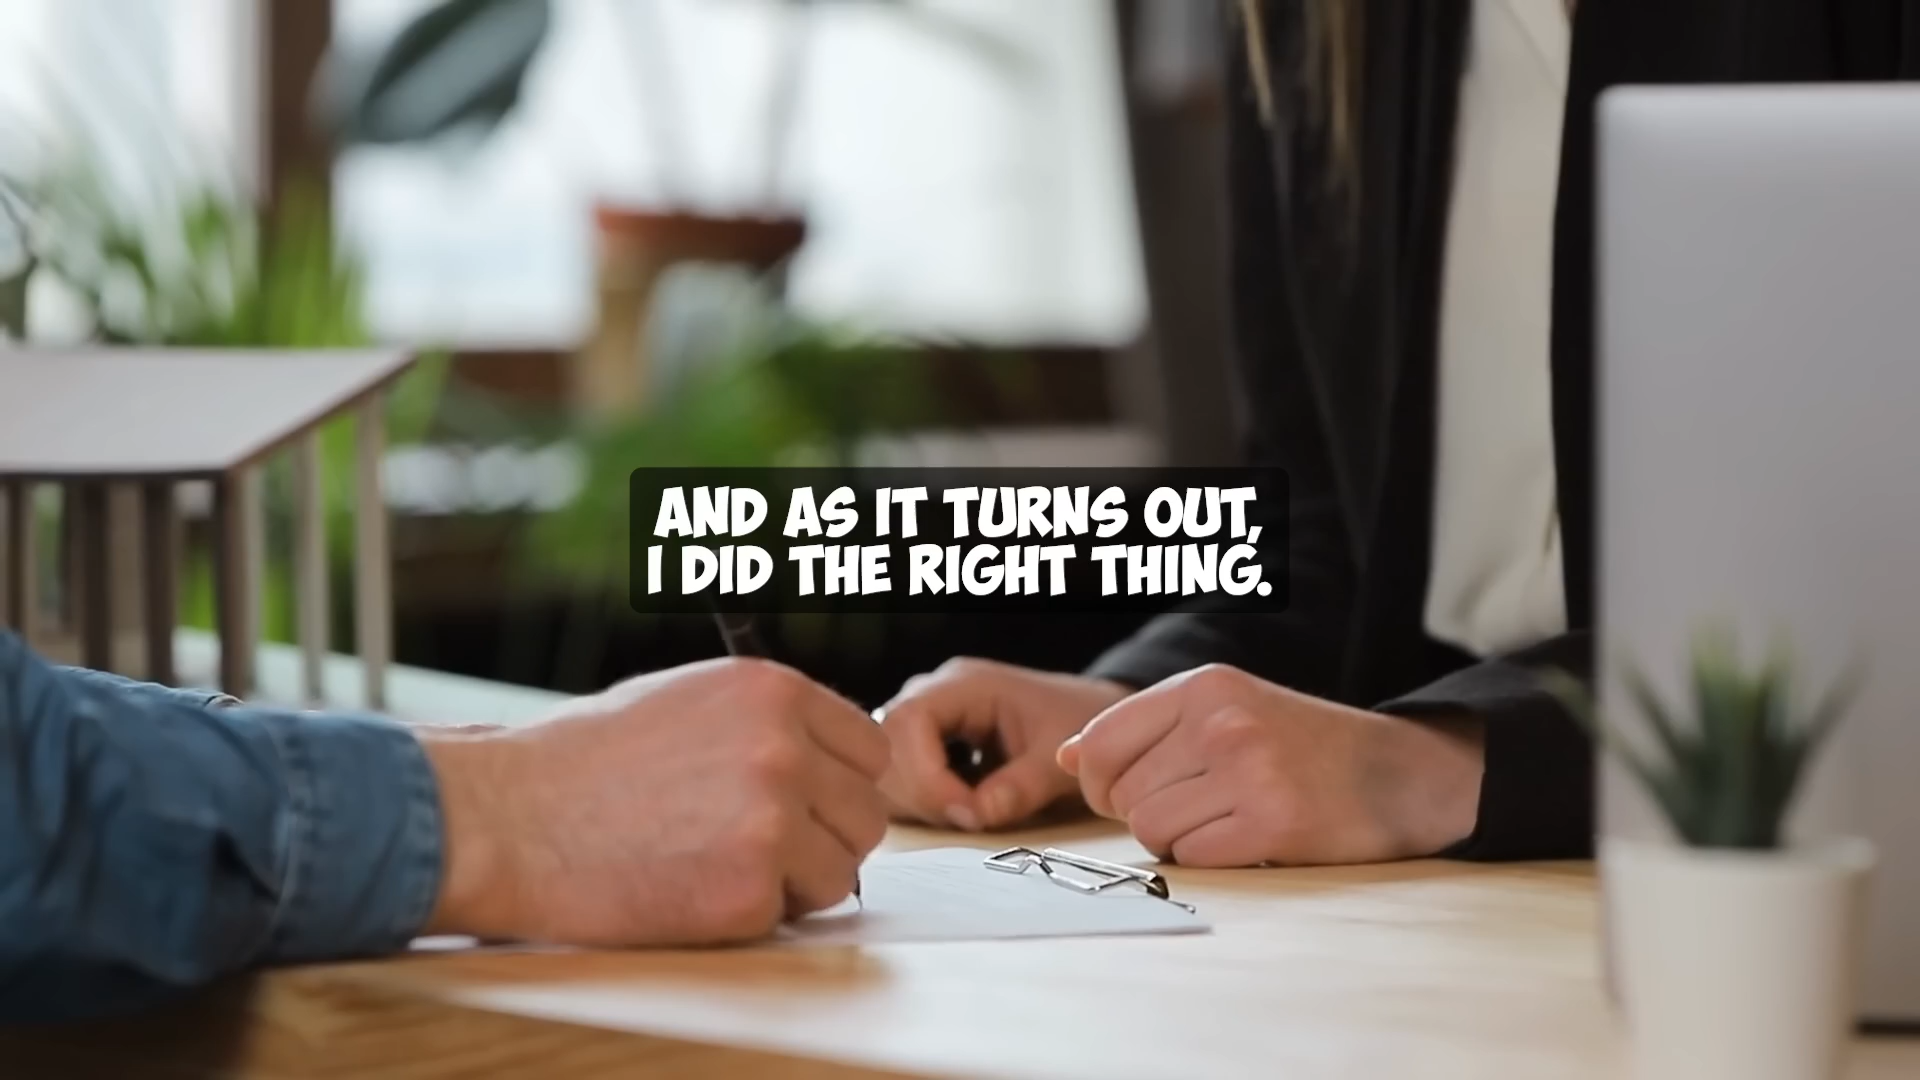 AND AS IT TURNS OUT,
I DID THE RIGHT THING.